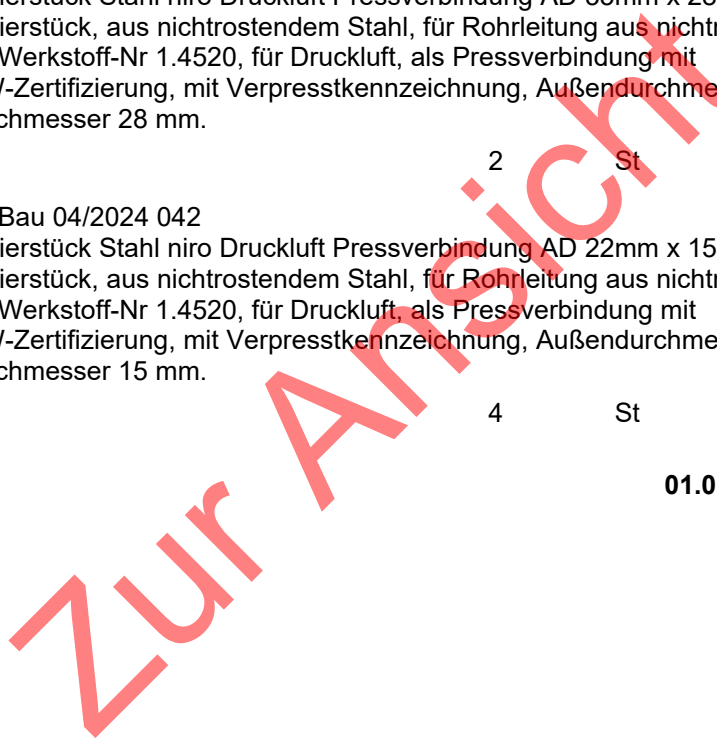 ierstück Stahl niro Druckluft Pressverbindung AD
ierstück, aus nichtrostendem Stahl, für Rohrleitung aus nichtr
Werkstoff-Nr 1.4520, für Druckluft, als Pressverbindung mit
-Zertifizierung, mit Verpresstkennzeichnung, Außendurchme
chmesser 28 mm.
2 St
Bau 04/2024 042
ierstück Stahl niro Druckluft Pressverbindung AD 22mm x 15
ierstück, aus nichtrostendem Stahl, für Rohrleitung aus nichtr
Werkstoff-Nr 1.4520, für Druckluft, als Pressverbindung mit
-Zertifizierung, mit Verpresstkennzeichnung, Außendurchme
chmesser 15 mm.
4 St
01.0
Zur Ansicht